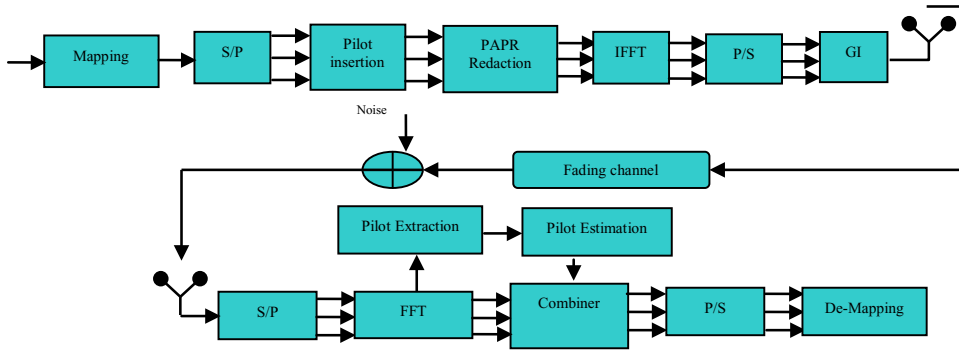 Mapping
S/P
Pilot
insertion
PAPR
Redaction
IFFT
P/S
GI
Noise
Fading channel
Pilot Extraction
Pilot Estimation
S/P
FFT
Combiner
P/S
De-Mapping